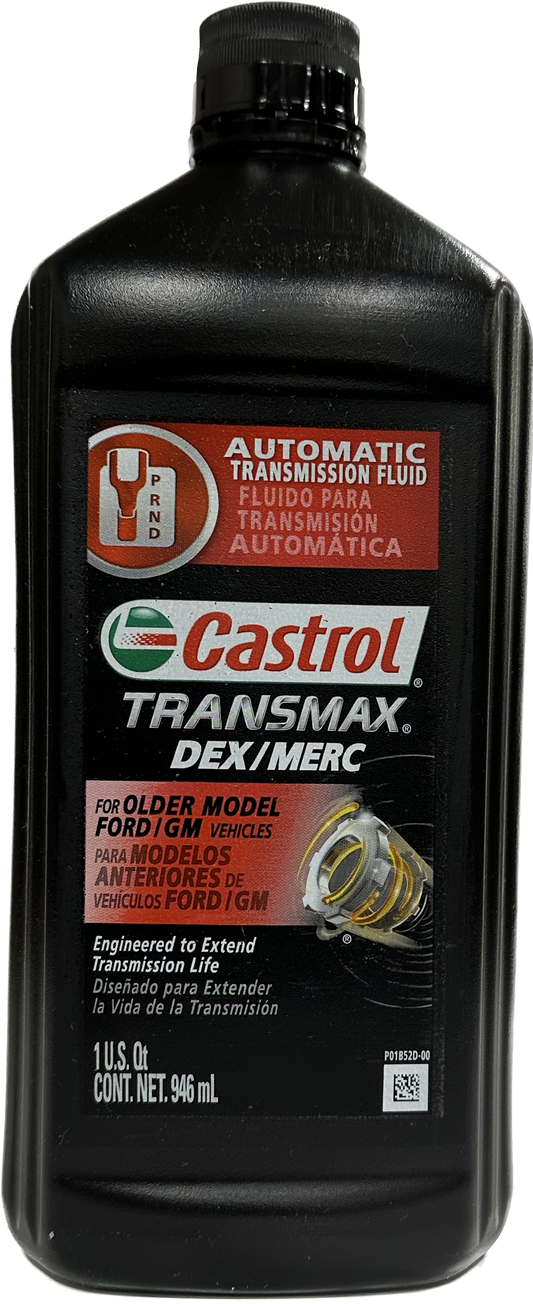 P
R
N
D
AUTOMATIC
TRANSMISSION FLUID
FLUIDO PARA
TRANSMISIÓN
AUTOMÁTICA
Castrol®
TRANSMAX®
DEX/MERC
FOR OLDER MODEL
FORD/GM VEHICLES
PARA MODELOS
ANTERIORES DE
VEHÍCULOS FORD/GM
®
Engineered to Extend
Transmission Life
Diseñado para Extender
la Vida de la Transmisión
1 U.S. Qt
CONT. NET. 946 mL
P01B52D-00